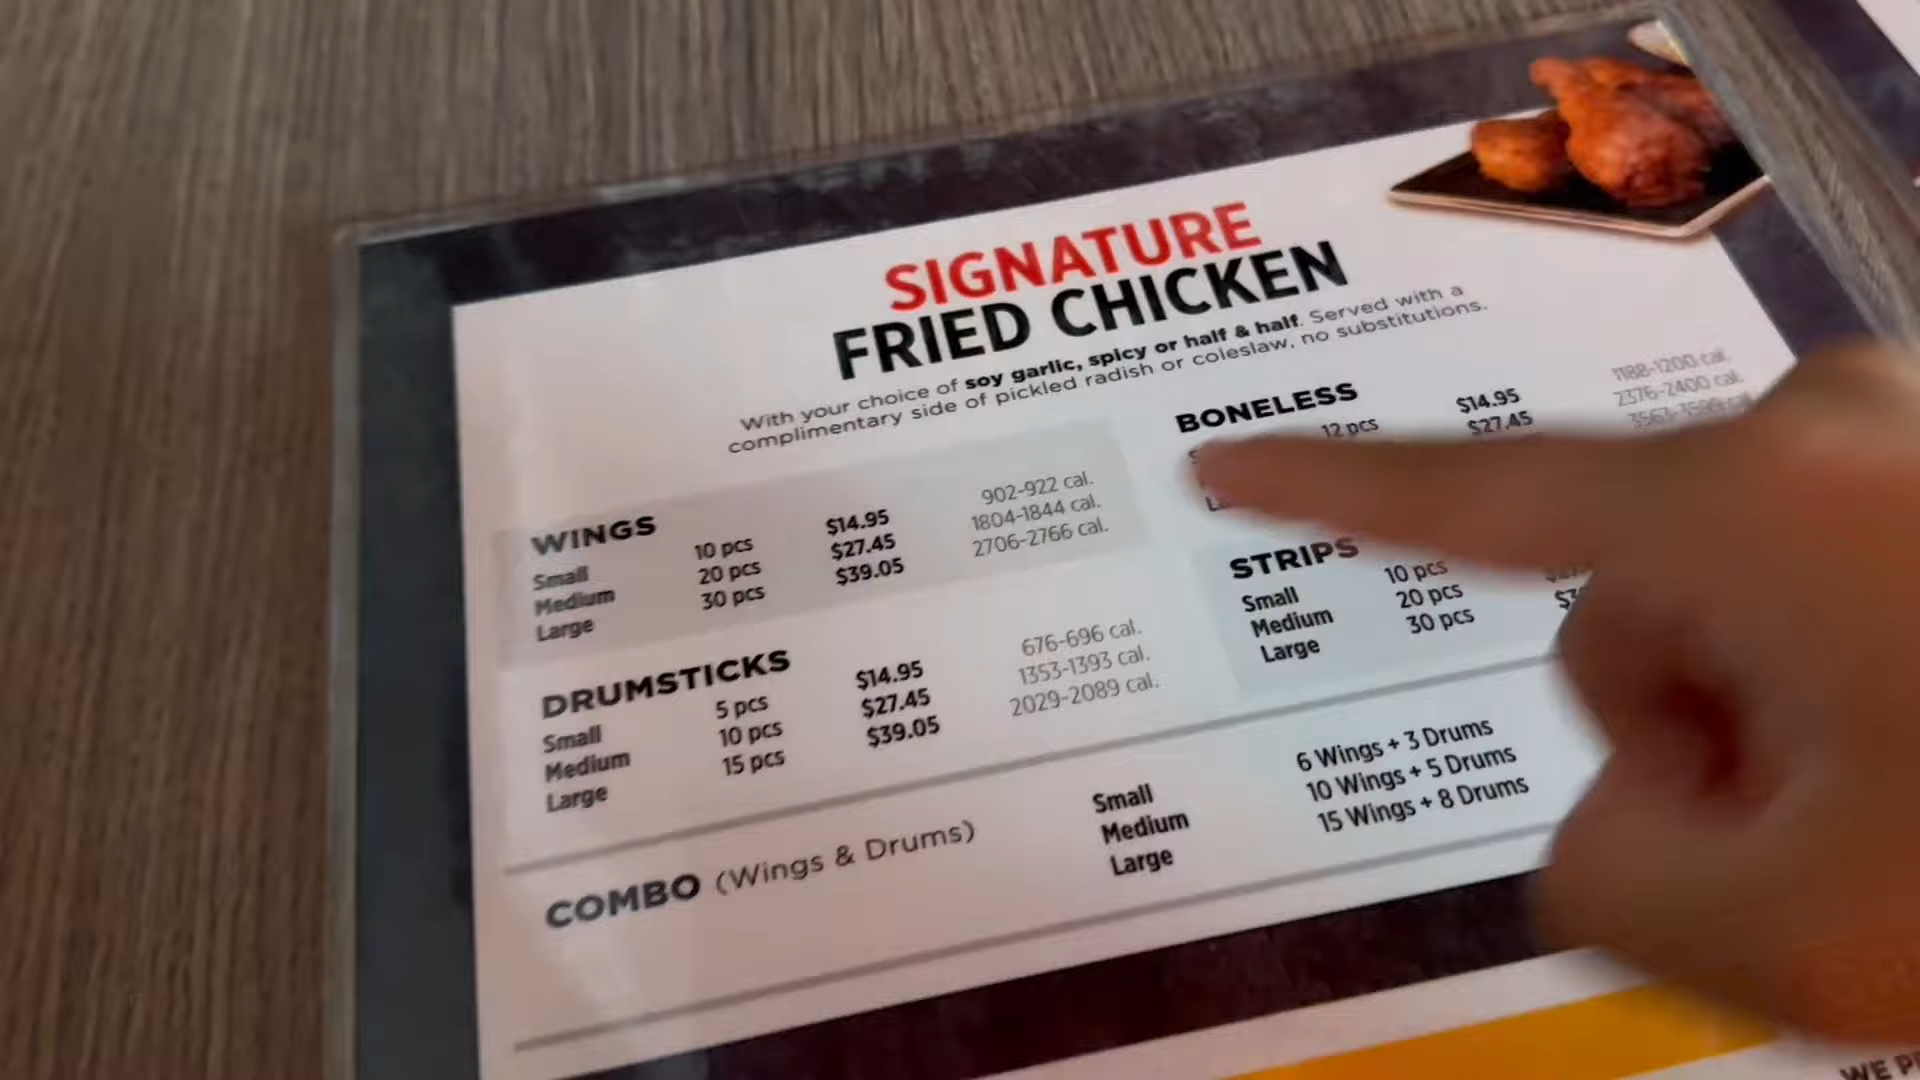 SIGNATURE
FRIED CHICKEN
With your choice of soy garlic, spicy or half & half. Served with a
complimentary side of pickled radish or coleslaw, no substitutions.
WINGS
Small 10 pcs $14.95 902-922 cal.
Medium 20 pcs $27.45 1804-1844 cal.
Large 30 pcs $39.05 2706-2766 cal.
DRUMSTICKS
Small 5 pcs $14.95 676-696 cal.
Medium 10 pcs $27.45 1353-1393 cal.
Large 15 pcs $39.05 2029-2089 cal.
BONELESS
12 pcs $14.95 1188-1200 cal.
$27.45 2376-2400 cal.
STRIPS
Small 10 pcs
Medium 20 pcs
Large 30 pcs
COMBO (Wings & Drums)
Small 6 Wings + 3 Drums
Medium 10 Wings + 5 Drums
Large 15 Wings + 8 Drums
WE